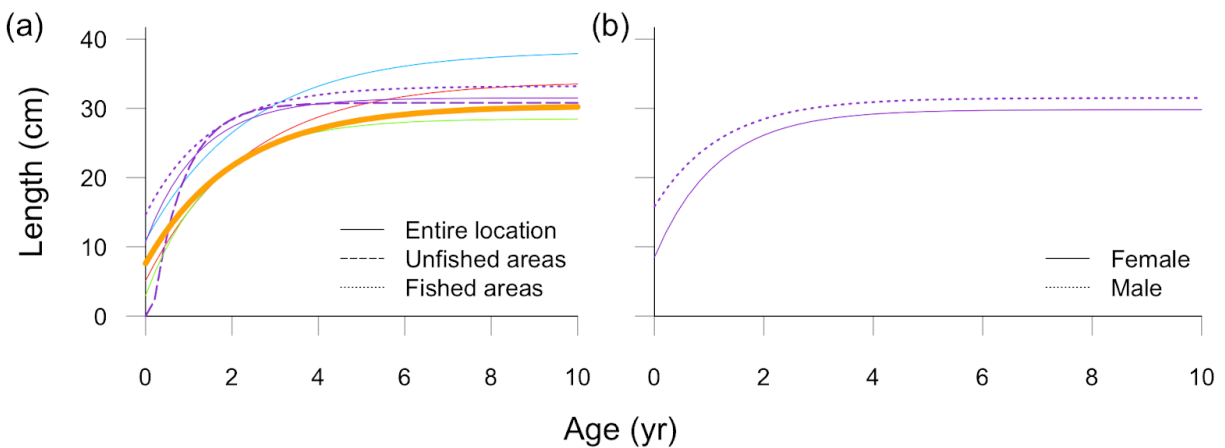 (a)
(b)
Length (cm)
40
30
20
10
0
Entire location
Unfished areas
Fished areas
0 2 4 6 8 10
Female
Male
0 2 4 6 8 10
Age (yr)